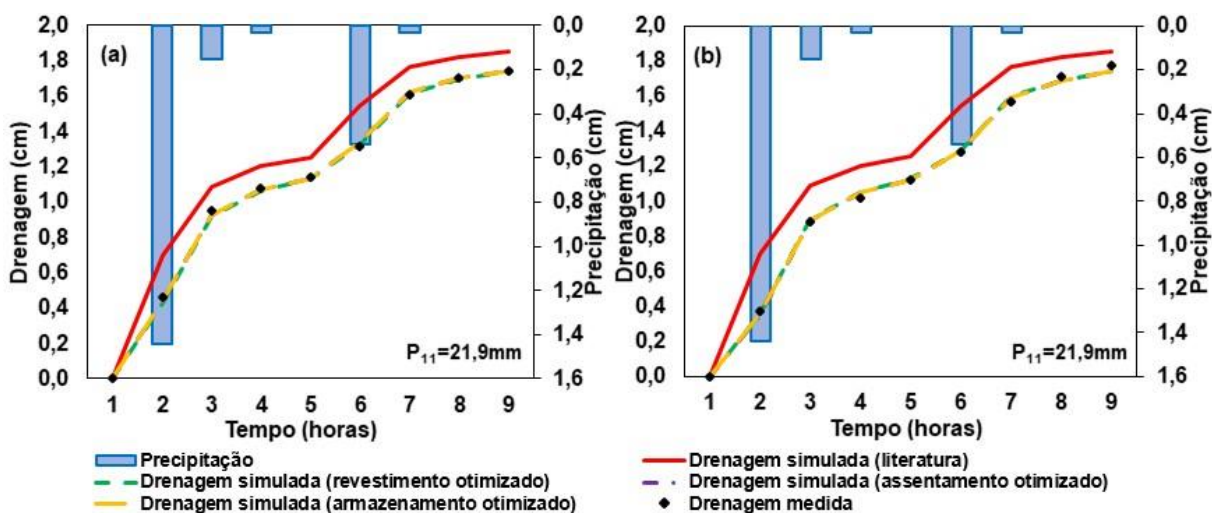 2,0
1,8
1,6
1,4
1,2
1,0
0,8
0,6
0,4
0,2
0,0
Drenagem (cm)
(a)
P11=21,9mm
0,0
0,2
0,4
0,6
0,8
1,0
1,2
1,4
1,6
Precipitação (cm)
1 2 3 4 5 6 7 8 9
Tempo (horas)
2,0
1,8
1,6
1,4
1,2
1,0
0,8
0,6
0,4
0,2
0,0
Drenagem (cm)
(b)
P11=21,9mm
0,0
0,2
0,4
0,6
0,8
1,0
1,2
1,4
1,6
Precipitação (cm)
1 2 3 4 5 6 7 8 9
Tempo (horas)
Precipitação
Drenagem simulada (literatura)
Drenagem simulada (revestimento otimizado)
Drenagem simulada (assentamento otimizado)
Drenagem simulada (armazenamento otimizado)
Drenagem medida